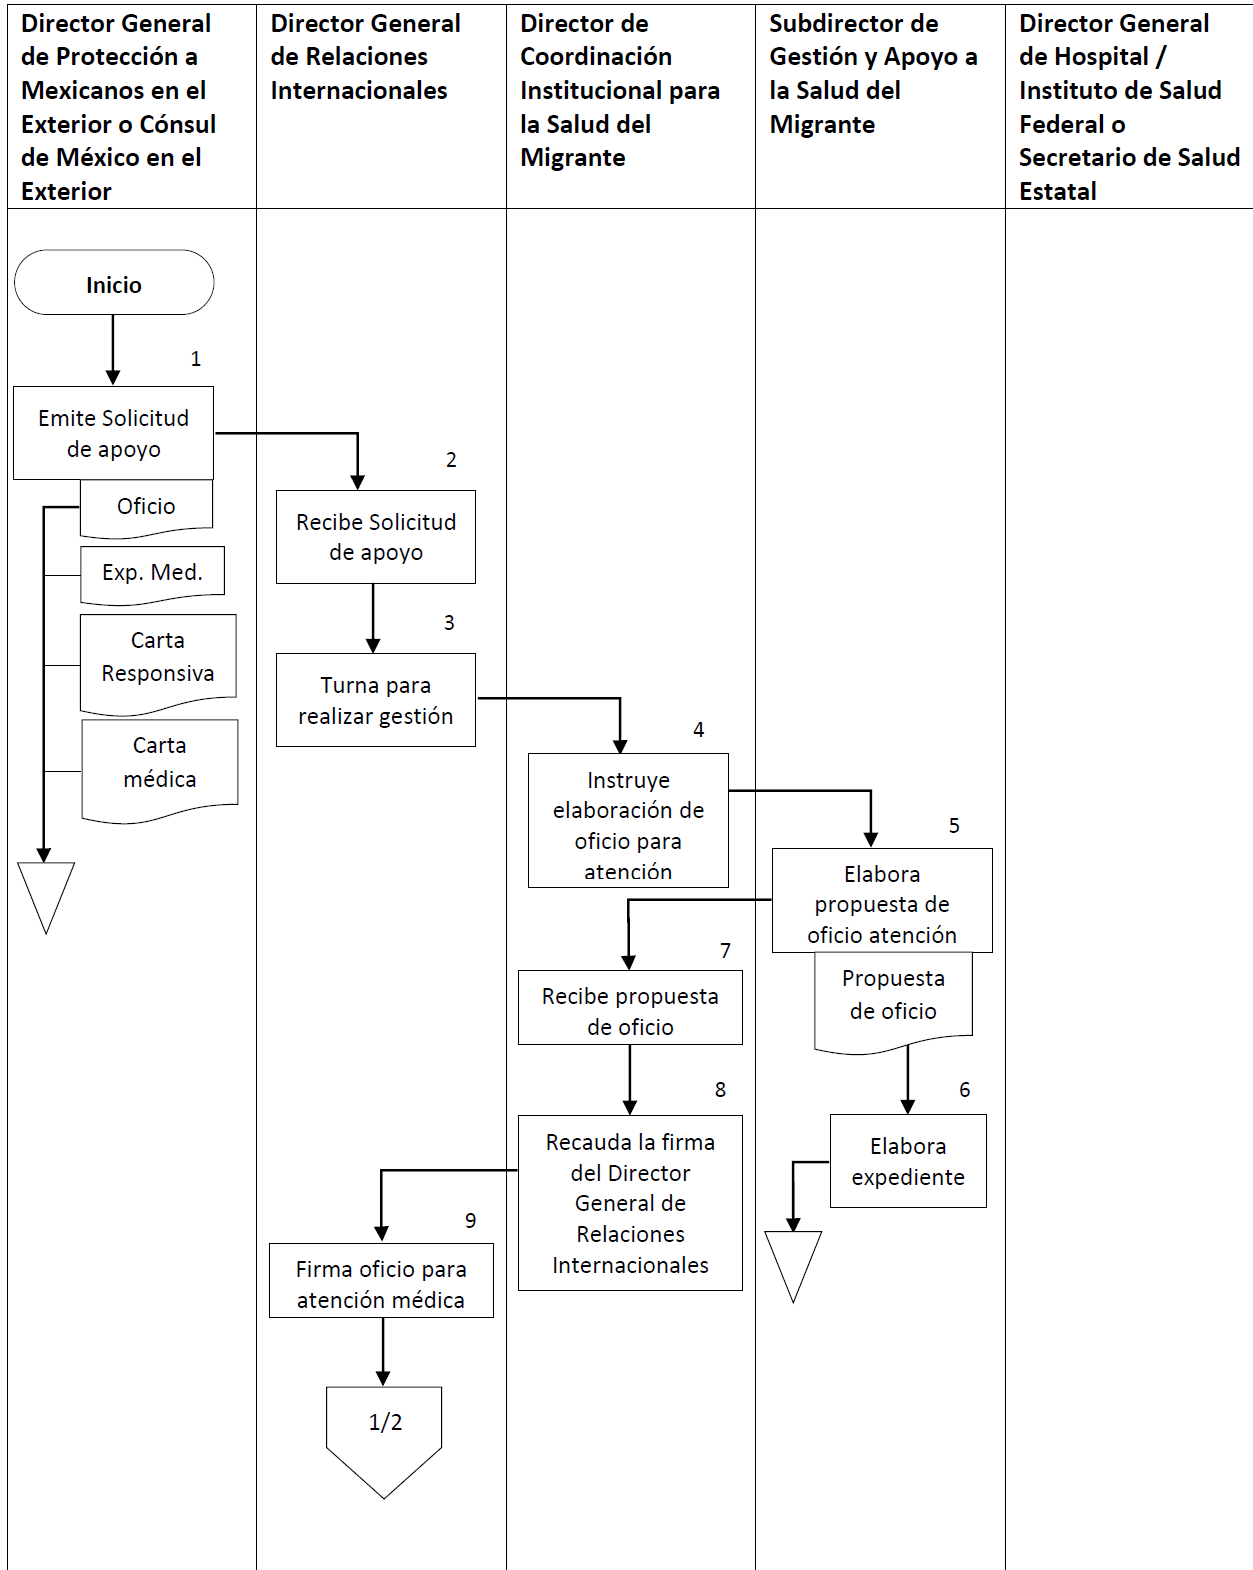 Director General
de Protección a
Mexicanos en el
Exterior o Cónsul
de México en el
Exterior
Director General
de Relaciones
Internacionales
Director de
Coordinación
Institucional para
la Salud del
Migrante
Subdirector de
Gestión y Apoyo a
la Salud del
Migrante
Director General
de Hospital /
Instituto de Salud
Federal o
Secretario de Salud
Estatal
Inicio
1
Emite Solicitud
de apoyo
Oficio
Exp. Med.
Carta
Responsiva
Carta
médica
2
Recibe Solicitud
de apoyo
3
Turna para
realizar gestión
4
Instruye
elaboración de
oficio para
atención
5
Elabora
propuesta de
oficio atención
Propuesta
de oficio
6
Elabora
expediente
7
Recibe propuesta
de oficio
8
Recauda la firma
del Director
General de
Relaciones
Internacionales
9
Firma oficio para
atención médica
1/2